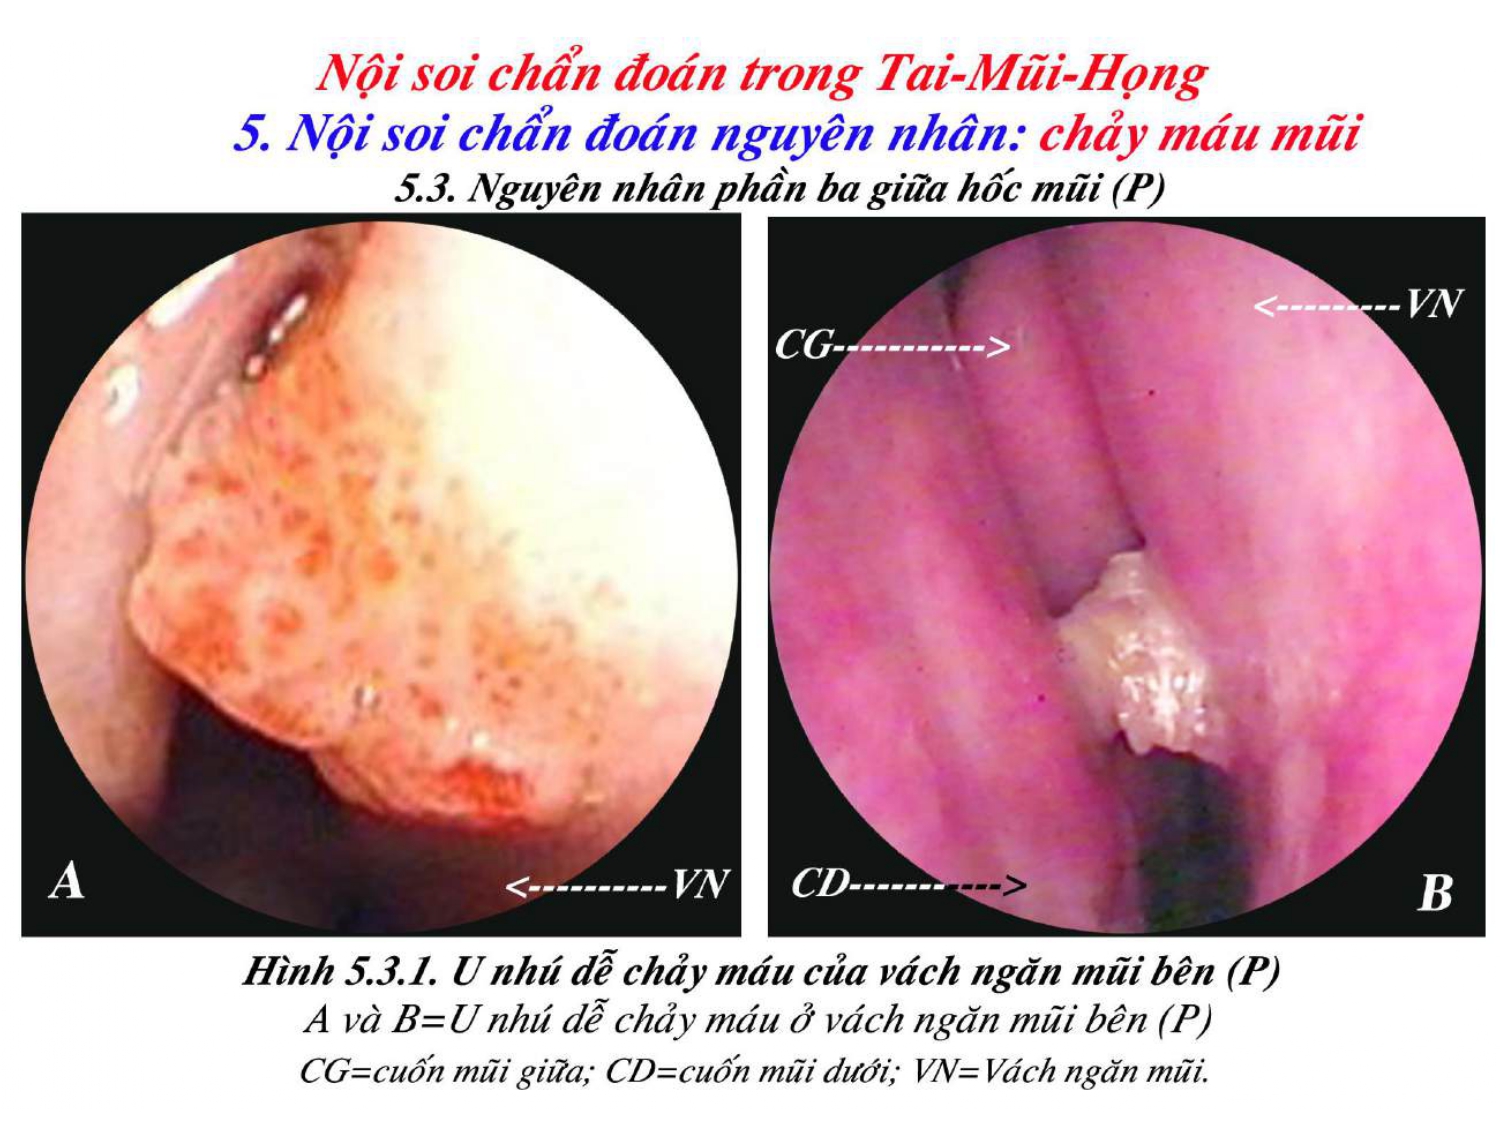 Nội soi chẩn đoán trong Tai-Mũi-Họng
5. Nội soi chẩn đoán nguyên nhân: chảy máu mũi
5.3. Nguyên nhân phần ba giữa hốc mũi (P)
<----------VN
A
CG----------->
<---------VN
CD----------->
B
Hình 5.3.1. U nhú dễ chảy máu của vách ngăn mũi bên (P)
A và B=U nhú dễ chảy máu ở vách ngăn mũi bên (P)
CG=cuốn mũi giữa; CD=cuốn mũi dưới; VN=Vách ngăn mũi.